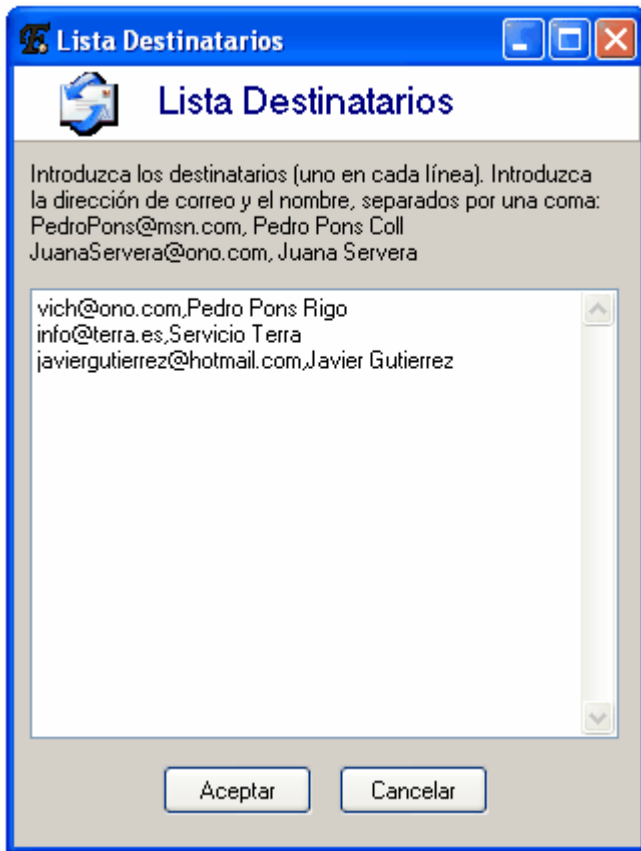 Lista Destinatarios
Lista Destinatarios
Introduzca los destinatarios (uno en cada línea). Introduzca
la dirección de correo y el nombre, separados por una coma:
PedroPons@msn.com, Pedro Pons Coll
JuanaServera@ono.com, Juana Servera
vich@ono.com,Pedro Pons Rigo
info@terra.es,Servicio Terra
javiergutierrez@hotmail.com,Javier Gutierrez
Aceptar Cancelar